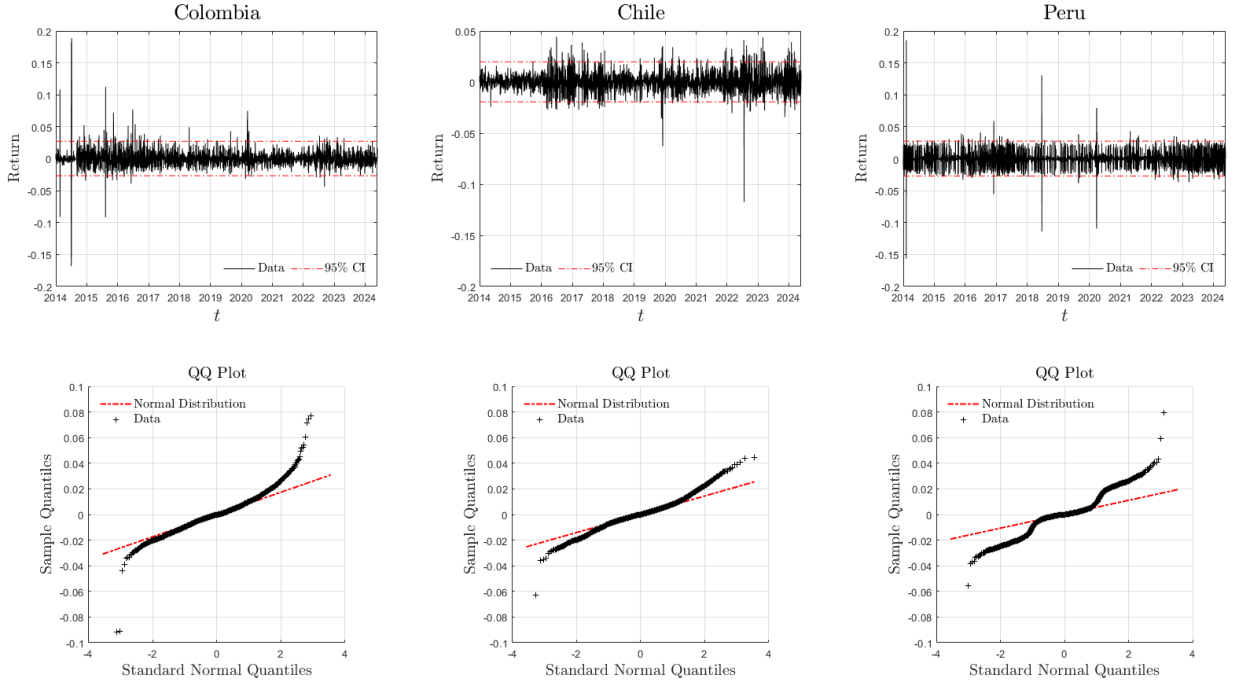 Colombia
0.2
0.15
0.1
0.05
0
-0.05
-0.1
-0.15
-0.2
Return
Data
95% CI
2014 2015 2016 2017 2018 2019 2020 2021 2022 2023 2024
t
Chile
0.05
0
-0.05
-0.1
-0.15
-0.2
Return
Data
95% CI
2014 2015 2016 2017 2018 2019 2020 2021 2022 2023 2024
t
Peru
0.2
0.15
0.1
0.05
0
-0.05
-0.1
-0.15
-0.2
Return
Data
95% CI
2014 2015 2016 2017 2018 2019 2020 2021 2022 2023 2024
t
QQ Plot
0.1
0.08
0.06
0.04
0.02
0
-0.02
-0.04
-0.06
-0.08
-0.1
Sample Quantiles
Normal Distribution
Data
-4 -2 0 2 4
Standard Normal Quantiles
QQ Plot
0.1
0.08
0.06
0.04
0.02
0
-0.02
-0.04
-0.06
-0.08
-0.1
Sample Quantiles
Normal Distribution
Data
-4 -2 0 2 4
Standard Normal Quantiles
QQ Plot
0.1
0.08
0.06
0.04
0.02
0
-0.02
-0.04
-0.06
-0.08
-0.1
Sample Quantiles
Normal Distribution
Data
-4 -2 0 2 4
Standard Normal Quantiles